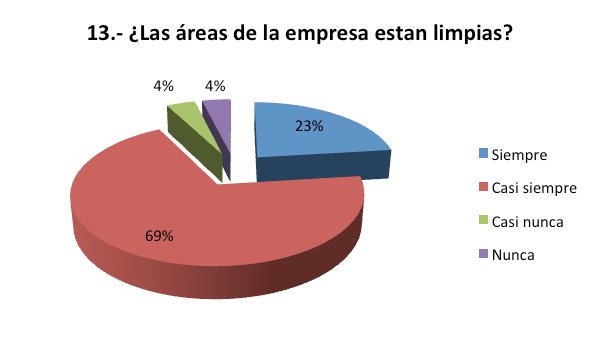 13.- ¿Las áreas de la empresa estan limpias?
4%
4%
23%
69%
Siempre
Casi siempre
Casi nunca
Nunca